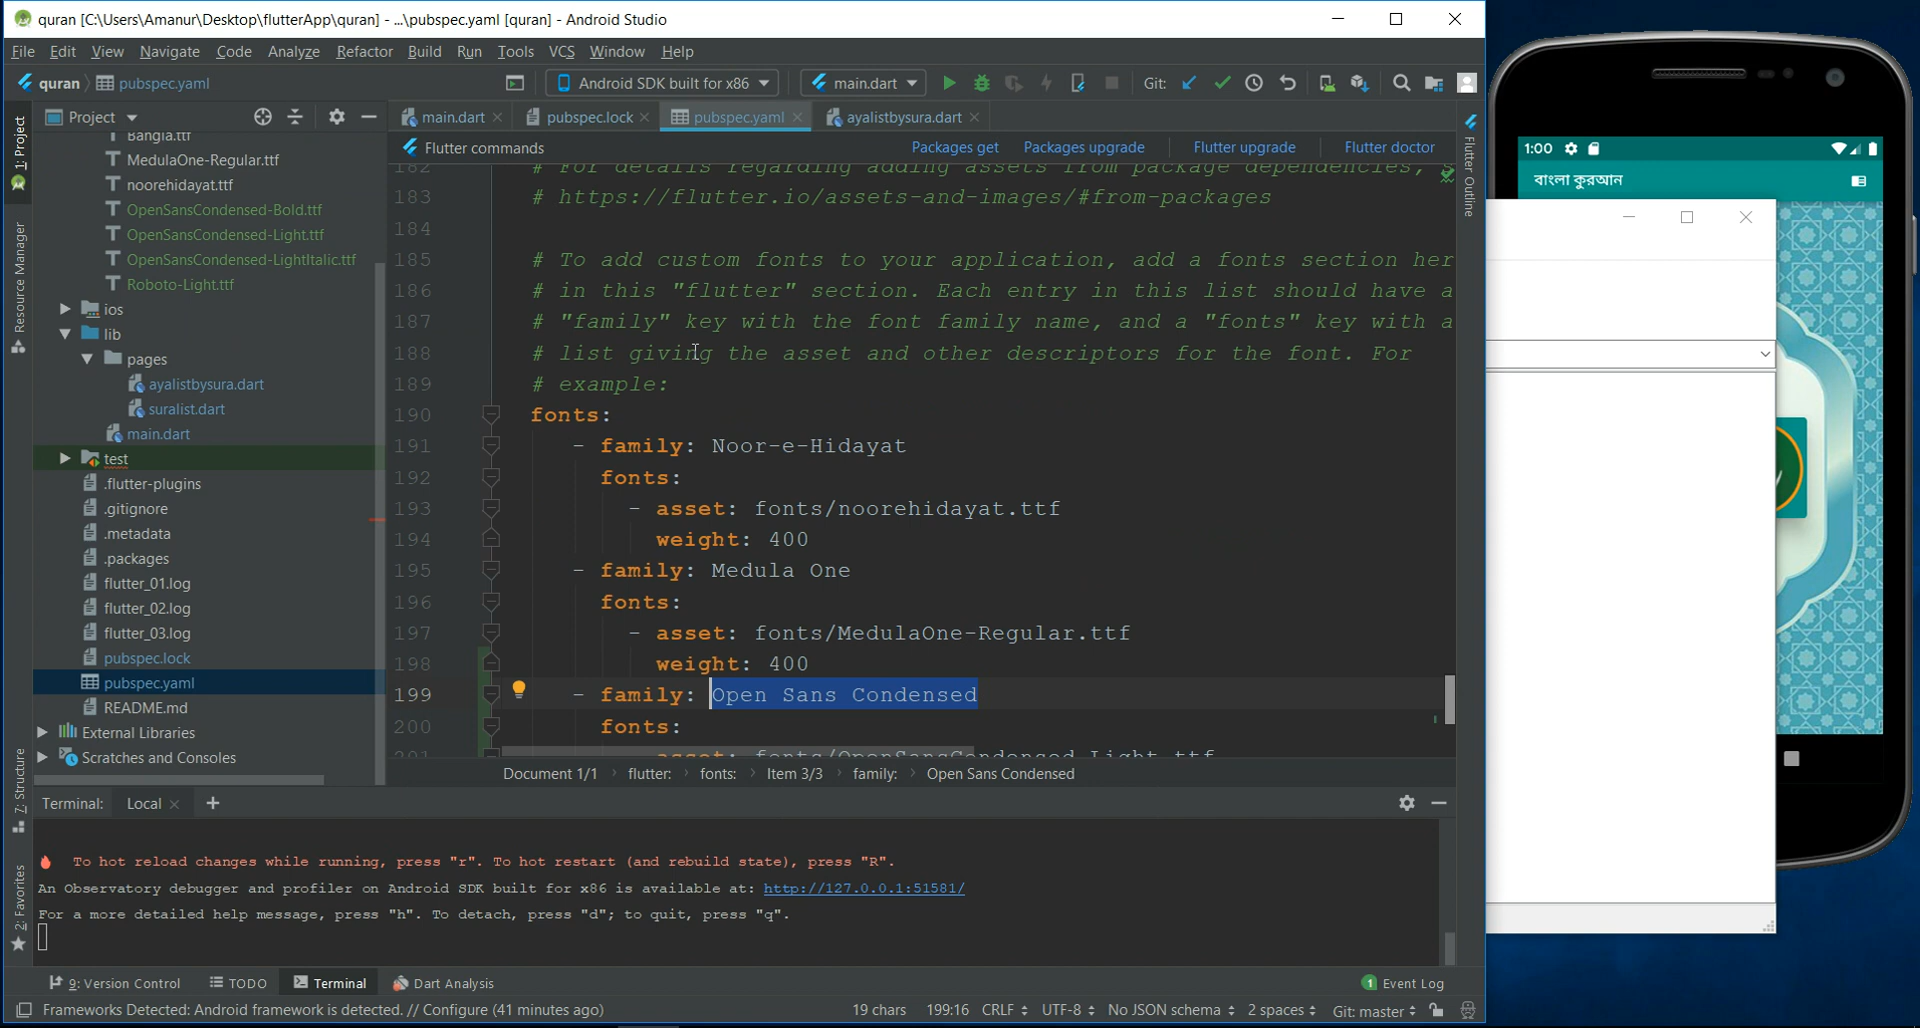 quran [C:\Users\Amanur\Desktop\flutterApp\quran] - ...\pubspec.yaml [quran] - Android Studio
File Edit View Navigate Code Analyze Refactor Build Run Tools VCS Window Help
quran pubspec.yaml Android SDK built for x86 main.dart Git:
Project main.dart pubspec.lock pubspec.yaml ayalistbysura.dart
Flutter commands Packages get Packages upgrade Flutter upgrade Flutter doctor
1: Project
Resource Manager
7: Structure
2: Favorites
Flutter Outline
Bangla.ttf
MedulaOne-Regular.ttf
noorehidayat.ttf
OpenSansCondensed-Bold.ttf
OpenSansCondensed-Light.ttf
OpenSansCondensed-LightItalic.ttf
Roboto-Light.ttf
ios
lib
pages
ayalistbysura.dart
suralist.dart
main.dart
test
.flutter-plugins
.gitignore
.metadata
.packages
flutter_01.log
flutter_02.log
flutter_03.log
pubspec.lock
pubspec.yaml
README.md
External Libraries
Scratches and Consoles
182 # For details regarding adding assets from package dependencies, s
183 # https://flutter.io/assets-and-images/#from-packages
184
185 # To add custom fonts to your application, add a fonts section her
186 # in this "flutter" section. Each entry in this list should have a
187 # "family" key with the font family name, and a "fonts" key with a
188 # list giving the asset and other descriptors for the font. For
189 # example:
190 fonts:
191 - family: Noor-e-Hidayat
192 fonts:
193 - asset: fonts/noorehidayat.ttf
194 weight: 400
195 - family: Medula One
196 fonts:
197 - asset: fonts/MedulaOne-Regular.ttf
198 weight: 400
199 - family: Open Sans Condensed
200 fonts:
201 asset: fonts/OpenSansCondensed-Light.ttf
Document 1/1 flutter: fonts: Item 3/3 family: Open Sans Condensed
Terminal: Local
To hot reload changes while running, press "r". To hot restart (and rebuild state), press "R".
An Observatory debugger and profiler on Android SDK built for x86 is available at: http://127.0.0.1:51581/
For a more detailed help message, press "h". To detach, press "d"; to quit, press "q".
9: Version Control TODO Terminal Dart Analysis 1 Event Log
Frameworks Detected: Android framework is detected. // Configure (41 minutes ago) 19 chars 199:16 CRLF UTF-8 No JSON schema 2 spaces Git: master
1:00
বাংলা কুরআন